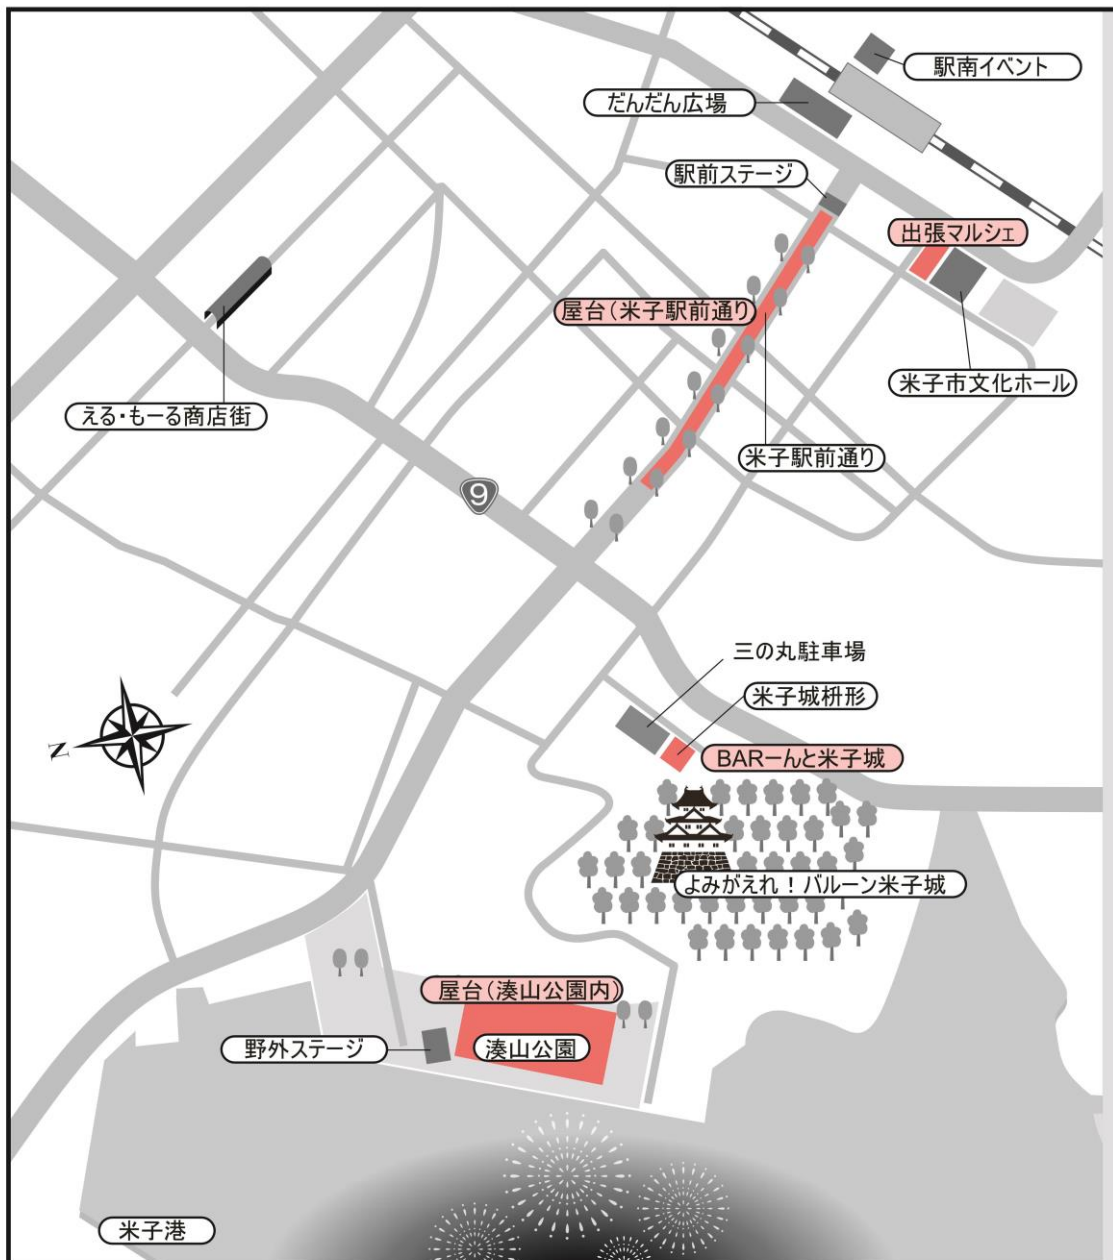 駅南イベント
だんだん広場
駅前ステージ
出張マルシェ
屋台(米子駅前通り)
米子市文化ホール
える・もーる商店街
米子駅前通り
9
三の丸駐車場
米子城枡形
N
BARーんと米子城
よみがえれ!バルーン米子城
屋台(湊山公園内)
野外ステージ
湊山公園
米子港